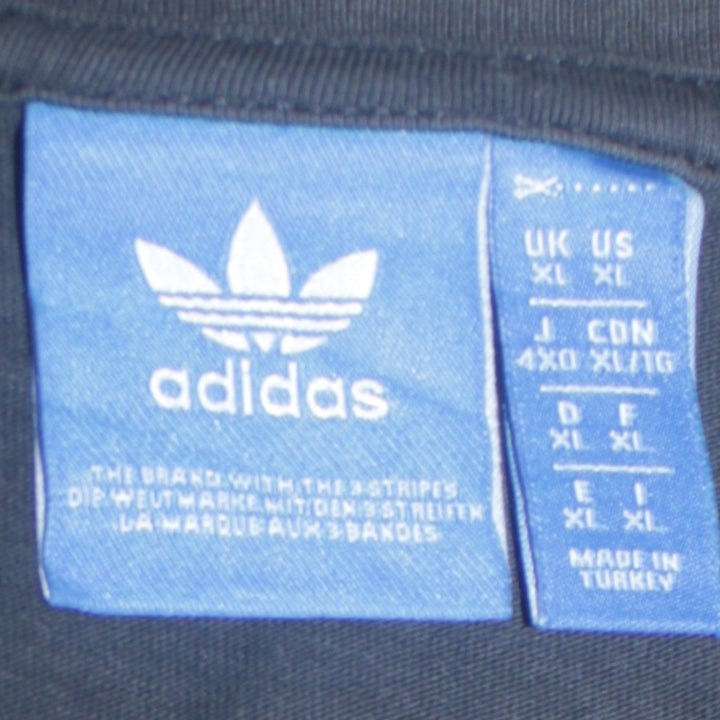 adidas
THE BRAND WITH THE 3 STRIPES
DIE WELTMARKE MIT DEN 3 STREIFEN
LA MARQUE AUX 3 BANDES
UK US
XL XL
J CDN
4XO XL/TG
D F
XL XL
E I
XL XL
MADE IN
TURKEY